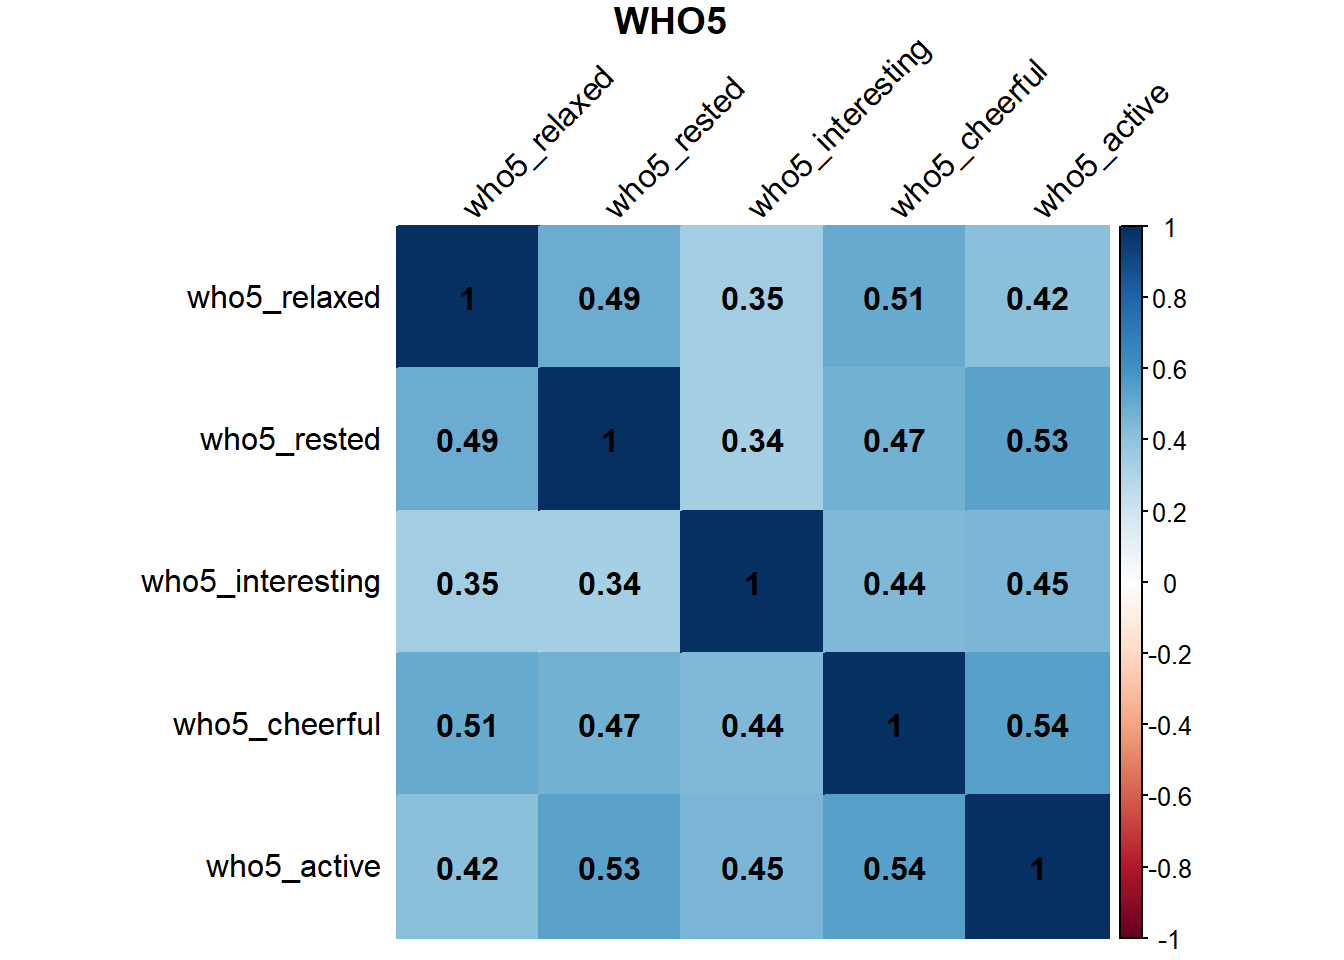 WHO5
who5_relaxed who5_rested who5_interesting who5_cheerful who5_active
who5_relaxed 1 0.49 0.35 0.51 0.42
who5_rested 0.49 1 0.34 0.47 0.53
who5_interesting 0.35 0.34 1 0.44 0.45
who5_cheerful 0.51 0.47 0.44 1 0.54
who5_active 0.42 0.53 0.45 0.54 1
1
0.8
0.6
0.4
0.2
0
-0.2
-0.4
-0.6
-0.8
-1